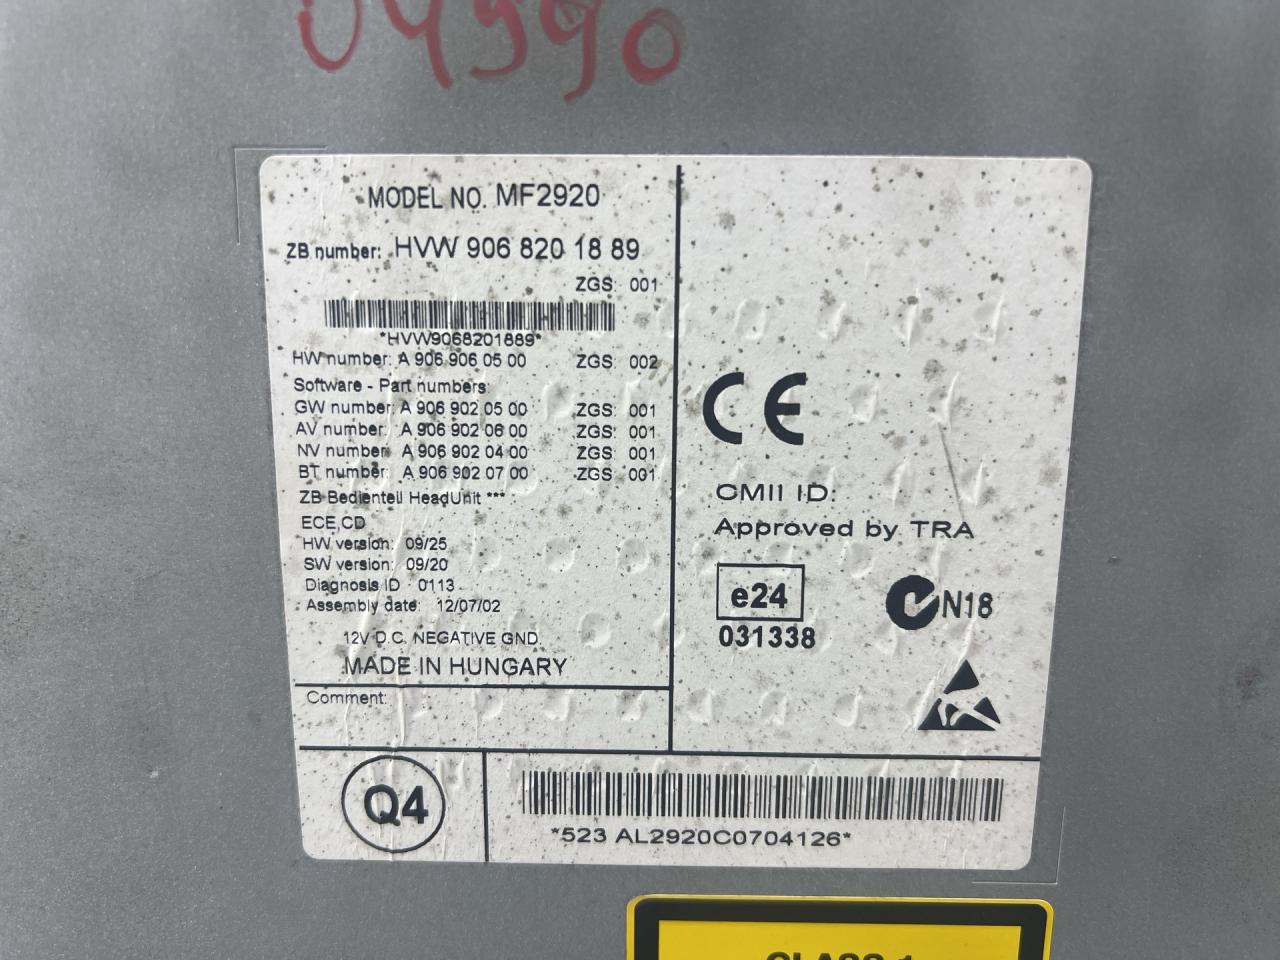 04990
MODEL NO. MF2920
ZB number: HVW 906 820 18 89
ZGS: 001
*HVW9068201889*
HW number: A 906 906 05 00 ZGS: 002
Software - Part numbers:
GW number: A 906 902 05 00 ZGS: 001
AV number: A 906 902 06 00 ZGS: 001
NV number: A 906 902 04 00 ZGS: 001
BT number: A 906 902 07 00 ZGS: 001
ZB Bedienteil HeadUnit ***
ECE,CD
HW version: 09/25
SW version: 09/20
Diagnosis ID : 0113
Assembly date: 12/07/02
12V D.C. NEGATIVE GND.
MADE IN HUNGARY
Comment:
CE
CMII ID:
Approved by TRA
e24
031338
N18
Q4
*523 AL2920C0704126*
CLASS 1